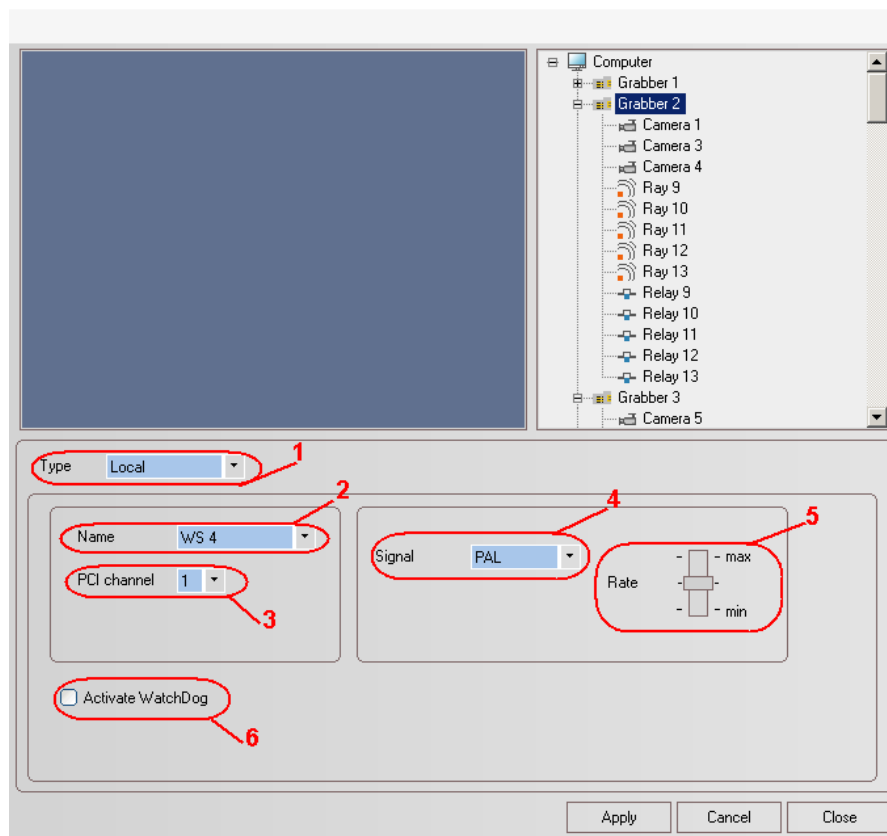 Computer
Grabber 1
Grabber 2
Camera 1
Camera 3
Camera 4
Ray 9
Ray 10
Ray 11
Ray 12
Ray 13
Relay 9
Relay 10
Relay 11
Relay 12
Relay 13
Grabber 3
Camera 5
Type Local 1
2
Name WS 4
PCI channel 1
3
4
Signal PAL
5
Rate
max
min
Activate WatchDog
6
Apply Cancel Close